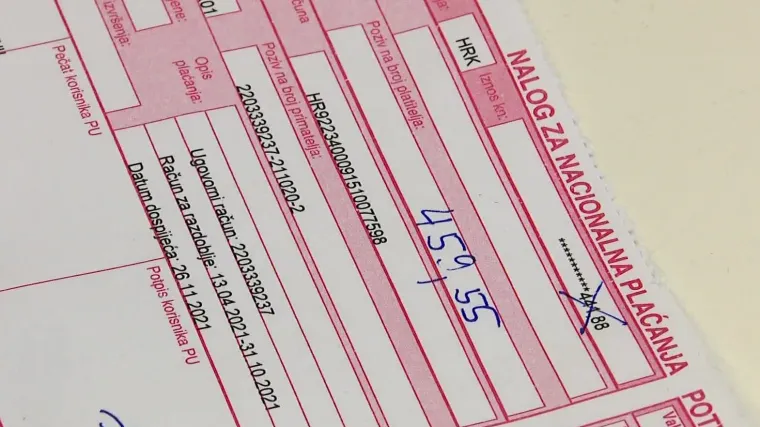 NALOG ZA NACIONALNA PLAĆANJA
HRK
Iznos kn:
***********441.88
459,55
Poziv na broj platitelja:
HR9223400091510077598
Poziv na broj primatelja:
2203339237-211020-2
Opis plaćanja:
Ugovorni račun: 2203339237
Račun za razdoblje: 13.04.2021-31.10.2021
Datum dospijeća: 26.11.2021
Pečat korisnika PU
Potpis korisnika PU